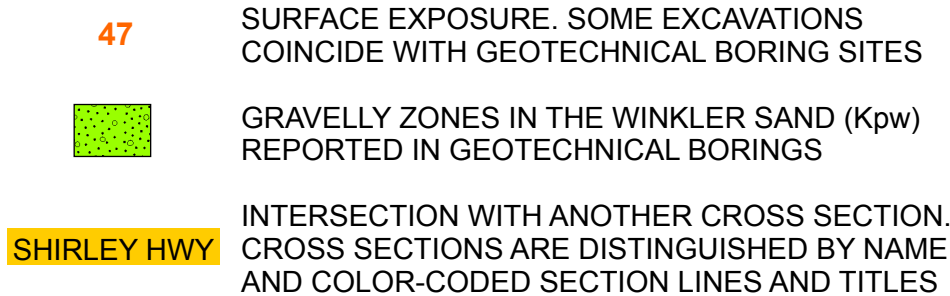 47
SURFACE EXPOSURE. SOME EXCAVATIONS
COINCIDE WITH GEOTECHNICAL BORING SITES
GRAVELLY ZONES IN THE WINKLER SAND (Kpw)
REPORTED IN GEOTECHNICAL BORINGS
SHIRLEY HWY
INTERSECTION WITH ANOTHER CROSS SECTION.
CROSS SECTIONS ARE DISTINGUISHED BY NAME
AND COLOR-CODED SECTION LINES AND TITLES